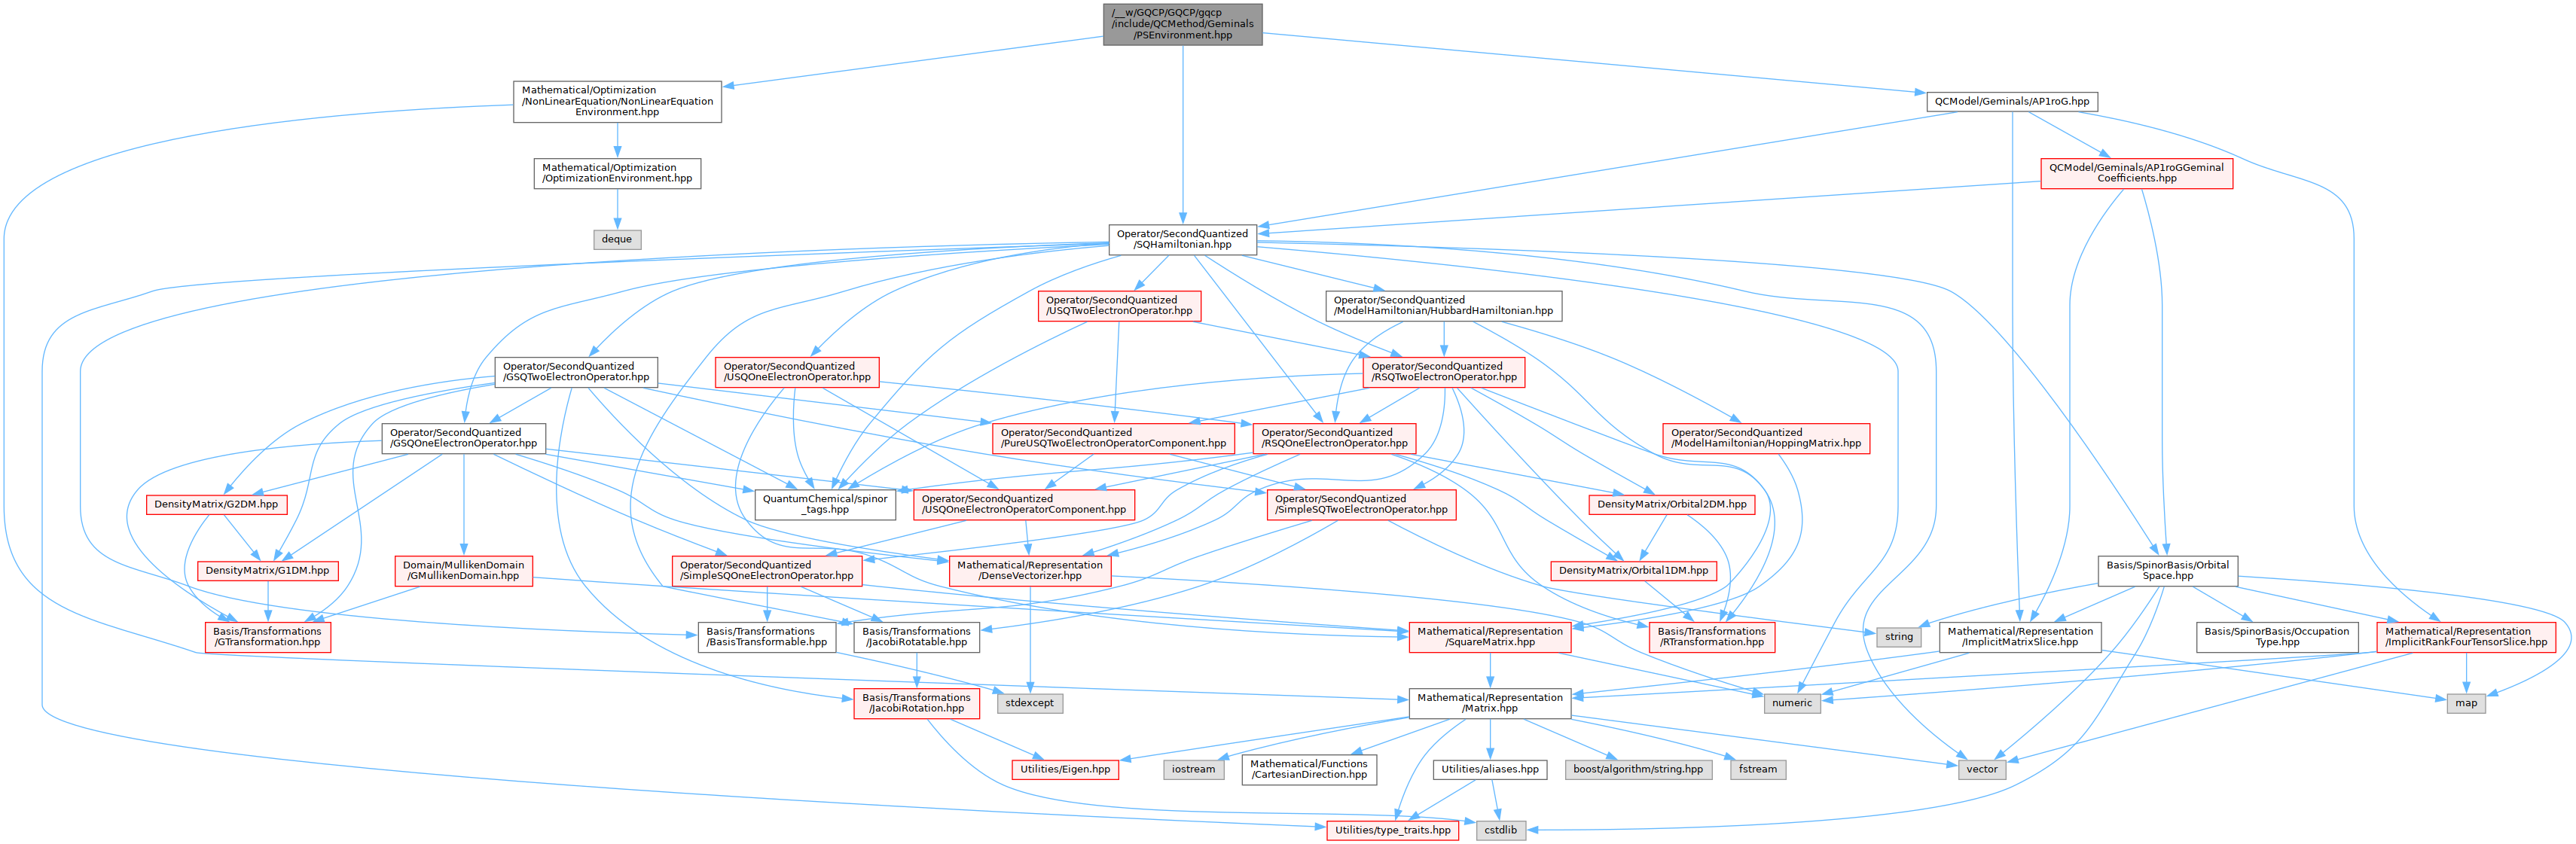 /__w/GQCP/GQCP/gqcp
/include/QCMethod/Geminals
/PSEnvironment.hpp
Mathematical/Optimization
/NonLinearEquation/NonLinearEquation
Environment.hpp
QCModel/Geminals/AP1roG.hpp
Mathematical/Optimization
/OptimizationEnvironment.hpp
QCModel/Geminals/AP1roGGeminal
Coefficients.hpp
deque
Operator/SecondQuantized
/SQHamiltonian.hpp
Operator/SecondQuantized
/USQTwoElectronOperator.hpp
Operator/SecondQuantized
/ModelHamiltonian/HubbardHamiltonian.hpp
Operator/SecondQuantized
/GSQTwoElectronOperator.hpp
Operator/SecondQuantized
/USQOneElectronOperator.hpp
Operator/SecondQuantized
/RSQTwoElectronOperator.hpp
Operator/SecondQuantized
/GSQOneElectronOperator.hpp
Operator/SecondQuantized
/PureUSQTwoElectronOperatorComponent.hpp
Operator/SecondQuantized
/RSQOneElectronOperator.hpp
Operator/SecondQuantized
/ModelHamiltonian/HoppingMatrix.hpp
DensityMatrix/G2DM.hpp
QuantumChemical/spinor
_tags.hpp
Operator/SecondQuantized
/USQOneElectronOperatorComponent.hpp
Operator/SecondQuantized
/SimpleSQTwoElectronOperator.hpp
DensityMatrix/Orbital2DM.hpp
DensityMatrix/G1DM.hpp
Domain/MullikenDomain
/GMullikenDomain.hpp
Operator/SecondQuantized
/SimpleSQOneElectronOperator.hpp
Mathematical/Representation
/DenseVectorizer.hpp
DensityMatrix/Orbital1DM.hpp
Basis/SpinorBasis/Orbital
Space.hpp
Basis/Transformations
/GTransformation.hpp
Basis/Transformations
/BasisTransformable.hpp
Basis/Transformations
/JacobiRotatable.hpp
Mathematical/Representation
/SquareMatrix.hpp
Basis/Transformations
/RTransformation.hpp
string
Mathematical/Representation
/ImplicitMatrixSlice.hpp
Basis/SpinorBasis/Occupation
Type.hpp
Mathematical/Representation
/ImplicitRankFourTensorSlice.hpp
Basis/Transformations
/JacobiRotation.hpp
stdexcept
Mathematical/Representation
/Matrix.hpp
numeric
map
Utilities/Eigen.hpp
iostream
Mathematical/Functions
/CartesianDirection.hpp
Utilities/aliases.hpp
boost/algorithm/string.hpp
fstream
vector
Utilities/type_traits.hpp
cstdlib